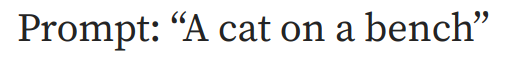 Prompt: “A cat on a bench”